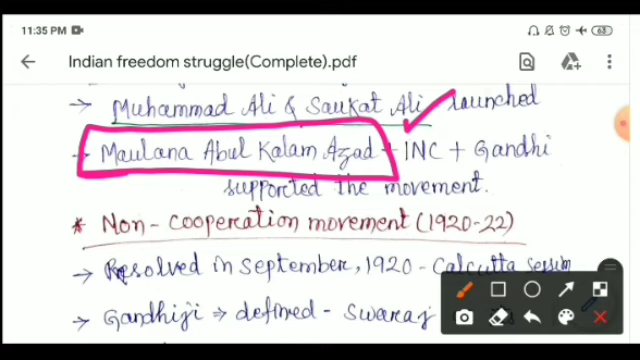 11:35 PM 63
Indian freedom struggle(Complete).pdf
→ Muhammad Ali & Saukat Ali launched
→ Maulana Abul Kalam Azad + INC + Gandhi
supported the movement.
* Non-Cooperation movement (1920-22)
→ Resolved in September, 1920 - Calcutta session
→ Gandhiji → defined - Swaraj